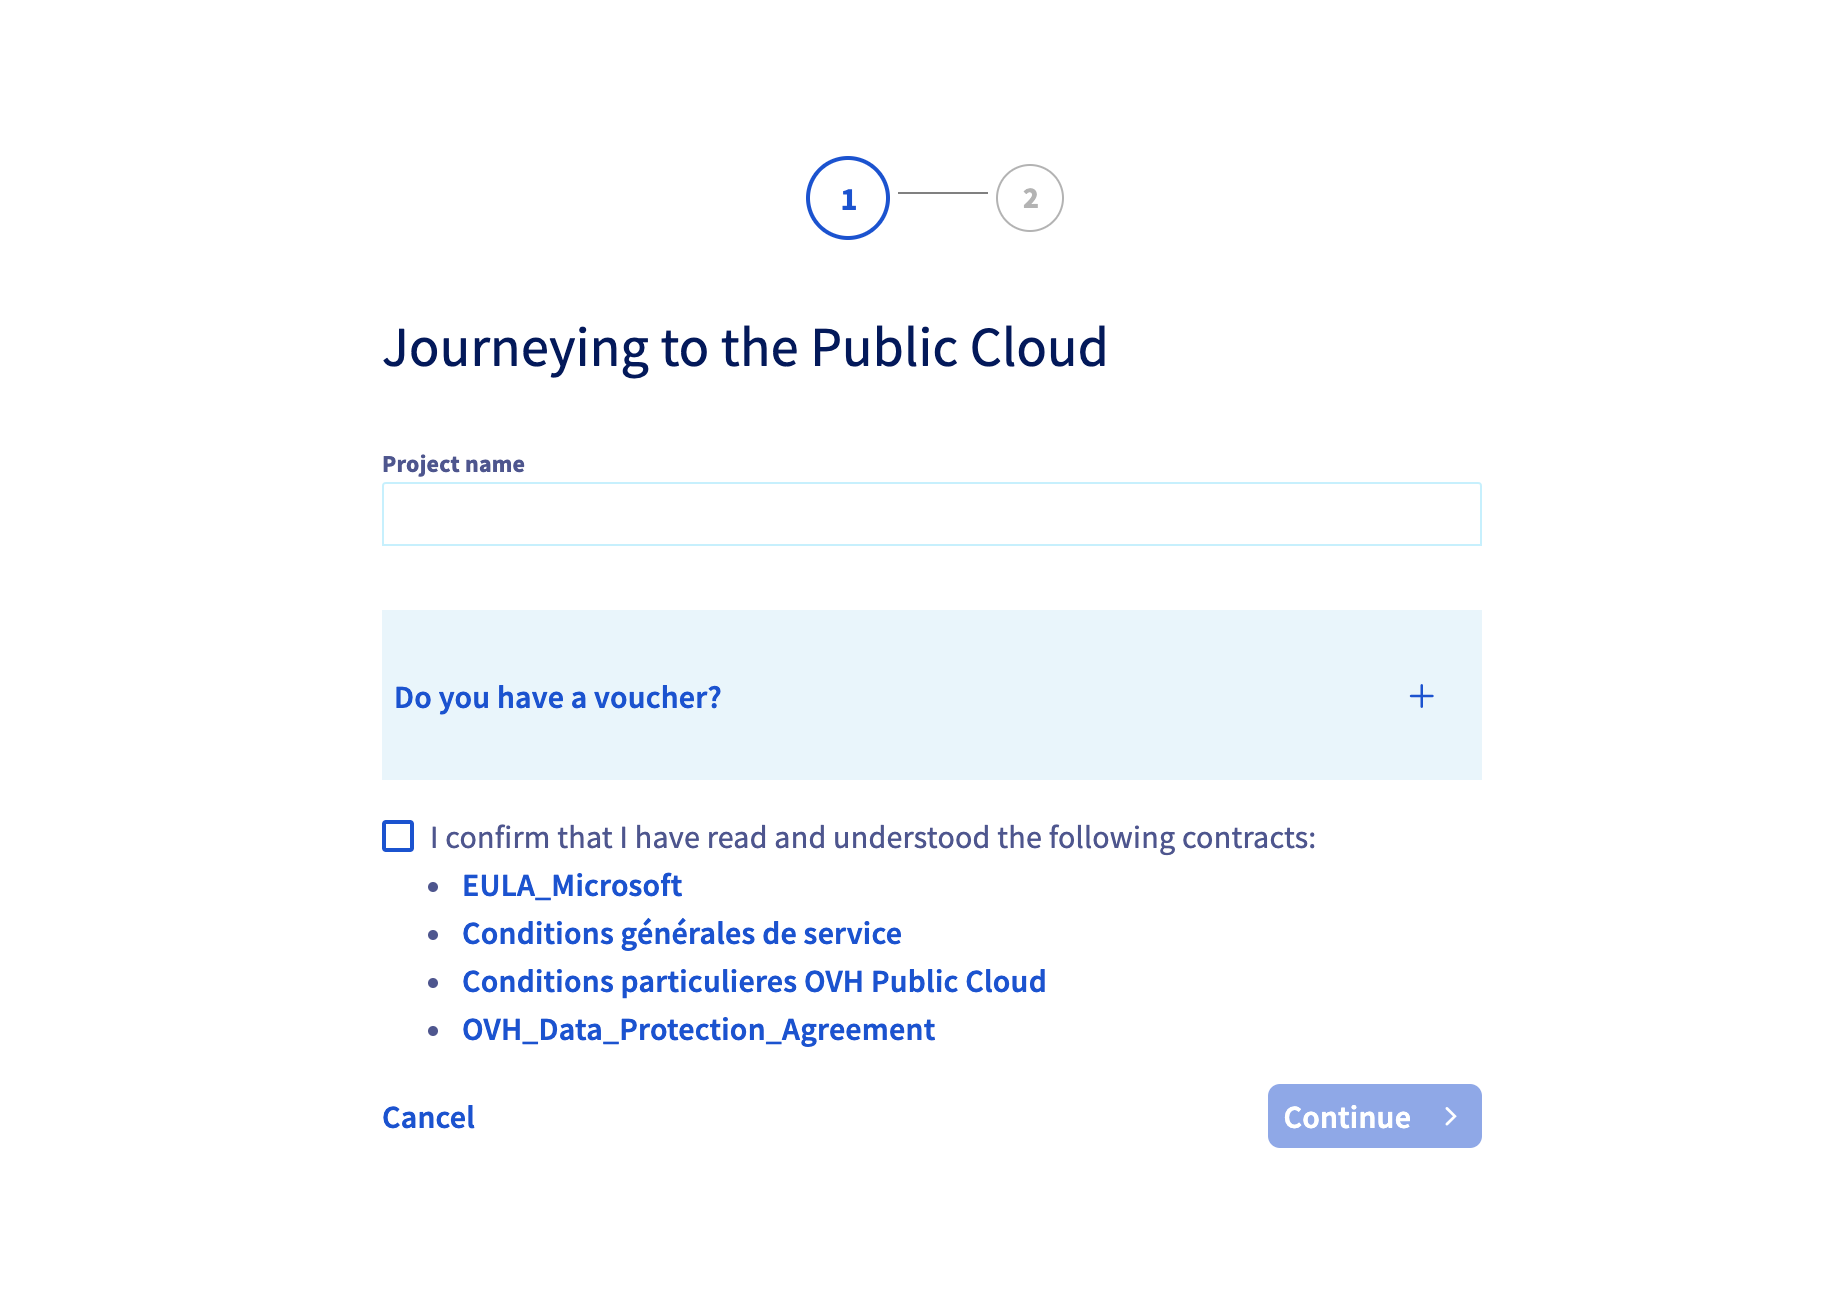 1
2
Journeying to the Public Cloud
Project name
Do you have a voucher?
I confirm that I have read and understood the following contracts:
EULA_Microsoft
Conditions générales de service
Conditions particulieres OVH Public Cloud
OVH_Data_Protection_Agreement
Cancel
Continue